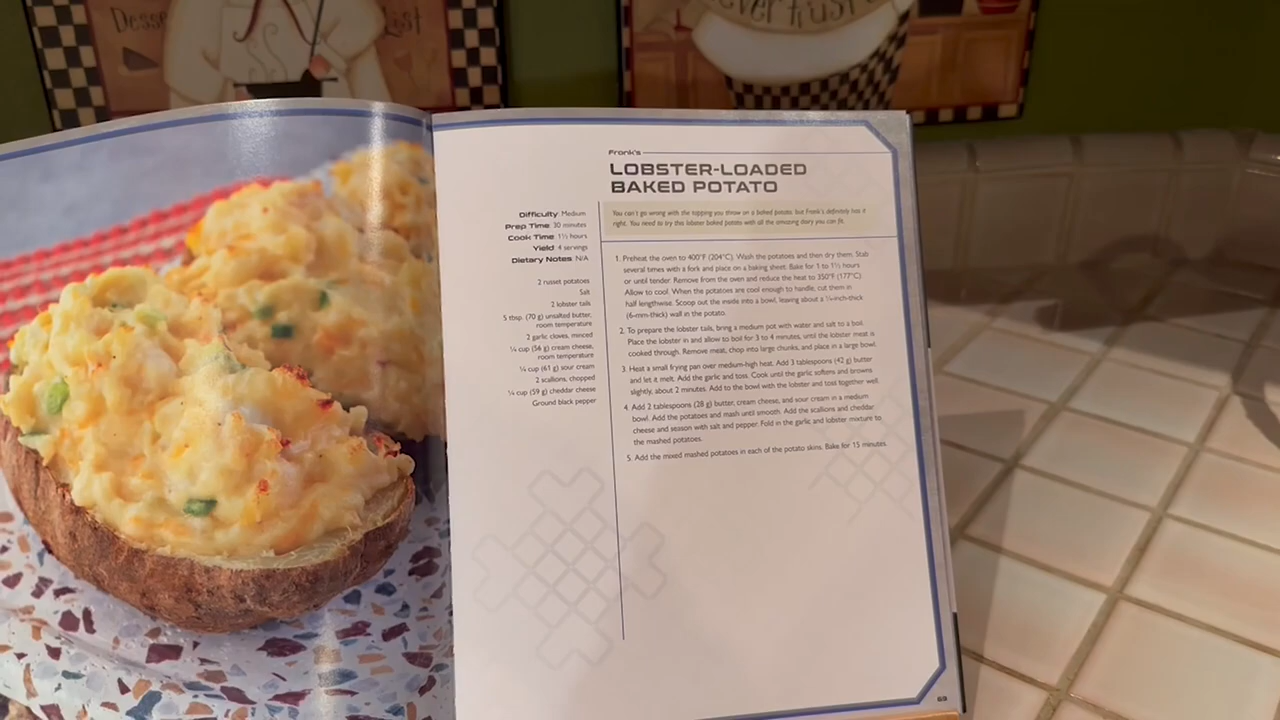 Desse
List
ever trust
Fronk's
LOBSTER-LOADED
BAKED POTATO
You can't go wrong with the topping you throw on a baked potato, but Fronk's definitely has it
right. You need to try this lobster baked potato with all the amazing dairy you can fit.
Difficulty Medium
Prep Time 30 minutes
Cook Time 1½ hours
Yield 4 servings
Dietary Notes N/A
2 russet potatoes
Salt
2 lobster tails
5 tbsp. (70 g) unsalted butter,
room temperature
2 garlic cloves, minced
¼ cup (56 g) cream cheese,
room temperature
¼ cup (61 g) sour cream
2 scallions, chopped
cup (59 g) cheddar cheese
Ground black pepper
1. Preheat the oven to 400°F (204°C). Wash the potatoes and then dry them. Stab
several times with a fork and place on a baking sheet. Bake for 1 to 1½ hours
or until tender. Remove from the oven and reduce the heat to 350°F (177°C)
Allow to cool. When the potatoes are cool enough to handle, cut them in
half lengthwise. Scoop out the inside into a bowl, leaving about a ¼-inch-thick
(6-mm-thick) wall in the potato.
2. To prepare the lobster tails, bring a medium pot with water and salt to a boil.
Place the lobster in and allow to boil for 3 to 4 minutes, until the lobster meat is
cooked through. Remove meat, chop into large chunks, and place in a large bowl.
3. Heat a small frying pan over medium-high heat. Add 3 tablespoons (42 g) butter
and let it melt. Add the garlic and toss. Cook until the garlic softens and browns
slightly, about 2 minutes. Add to the bowl with the lobster and toss together well.
4. Add 2 tablespoons (28 g) butter, cream cheese, and sour cream in a medium
bowl. Add the potatoes and mash until smooth. Add the scallions and cheddar
cheese and season with salt and pepper. Fold in the garlic and lobster mixture to
the mashed potatoes.
5. Add the mixed mashed potatoes in each of the potato skins. Bake for 15 minutes.
69